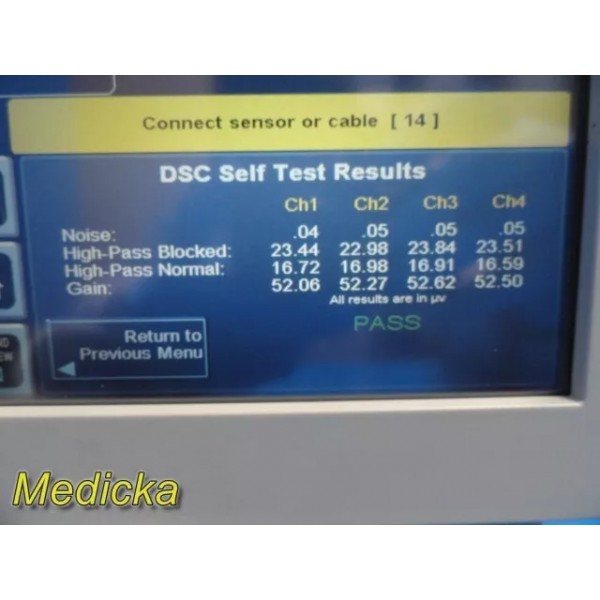 Connect sensor or cable [ 14 ]
DSC Self Test Results
Ch1 Ch2 Ch3 Ch4
Noise: .04 .05 .05 .05
High-Pass Blocked: 23.44 22.98 23.84 23.51
High-Pass Normal: 16.72 16.98 16.91 16.59
Gain: 52.06 52.27 52.62 52.50
All results are in µv
PASS
Return to
Previous Menu
Medicka